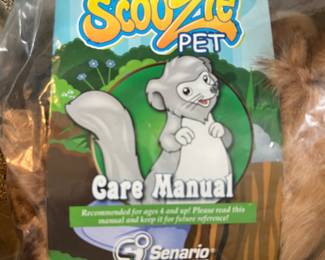 Scouzie
PET
Care Manual
Recommended for ages 4 and up! Please read this
manual and keep it for future reference!
Senario®